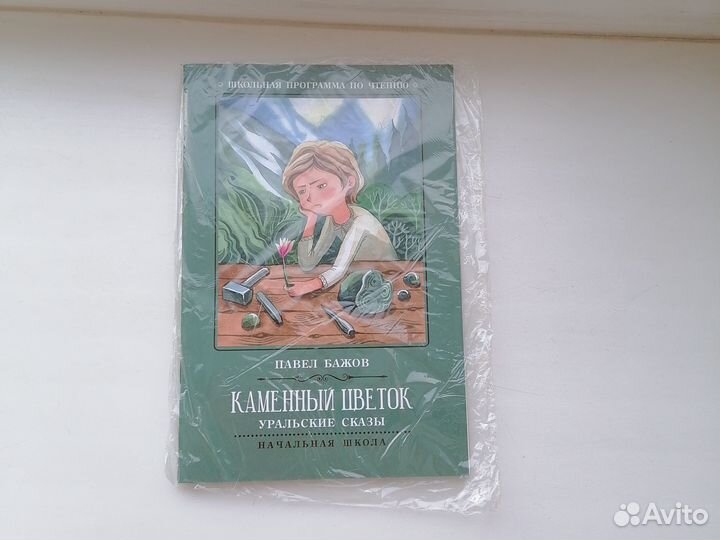 ШКОЛЬНАЯ ПРОГРАММА ПО ЧТЕНИЮ
ПАВЕЛ БАЖОВ
КАМЕННЫЙ ЦВЕТОК
УРАЛЬСКИЕ СКАЗЫ
НАЧАЛЬНАЯ ШКОЛА
Avito